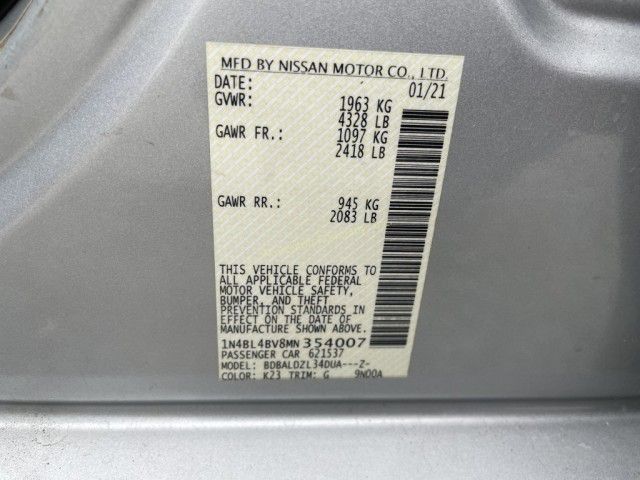 MFD BY NISSAN MOTOR CO., LTD.
DATE: 01/21
GVWR: 1963 KG
4328 LB
GAWR FR.: 1097 KG
2418 LB
GAWR RR.: 945 KG
2083 LB
THIS VEHICLE CONFORMS TO
ALL APPLICABLE FEDERAL
MOTOR VEHICLE SAFETY,
BUMPER, AND THEFT
PREVENTION STANDARDS IN
EFFECT ON THE DATE OF
MANUFACTURE SHOWN ABOVE.
1N4BL4BV8MN354007
PASSENGER CAR 621537
MODEL: BDBALDZL34DUA---Z-
COLOR: K23 TRIM: G 9N00A